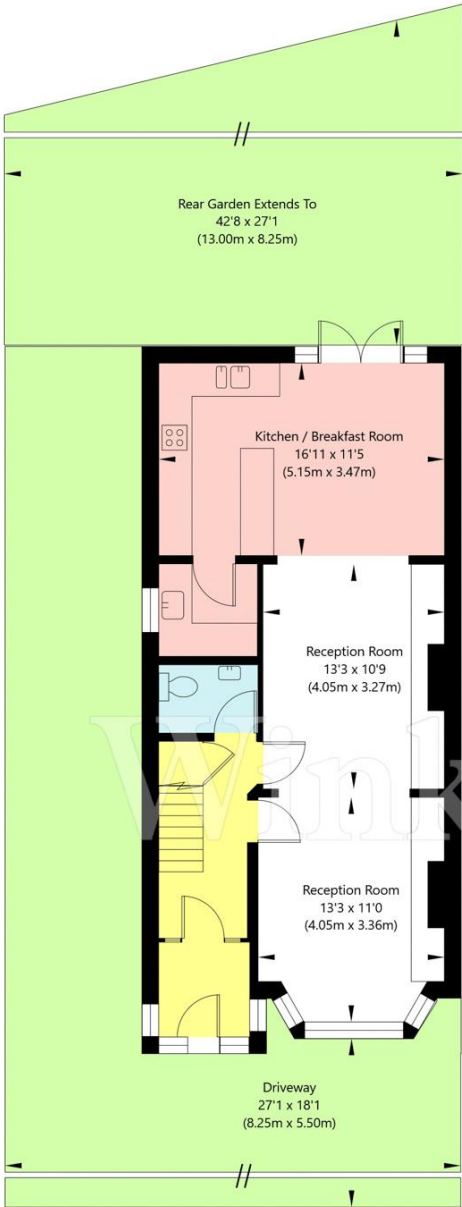 Rear Garden Extends To
42'8 x 27'1
(13.00m x 8.25m)
Kitchen / Breakfast Room
16'11 x 11'5
(5.15m x 3.47m)
Reception Room
13'3 x 10'9
(4.05m x 3.27m)
Wink
Reception Room
13'3 x 11'0
(4.05m x 3.36m)
Driveway
27'1 x 18'1
(8.25m x 5.50m)